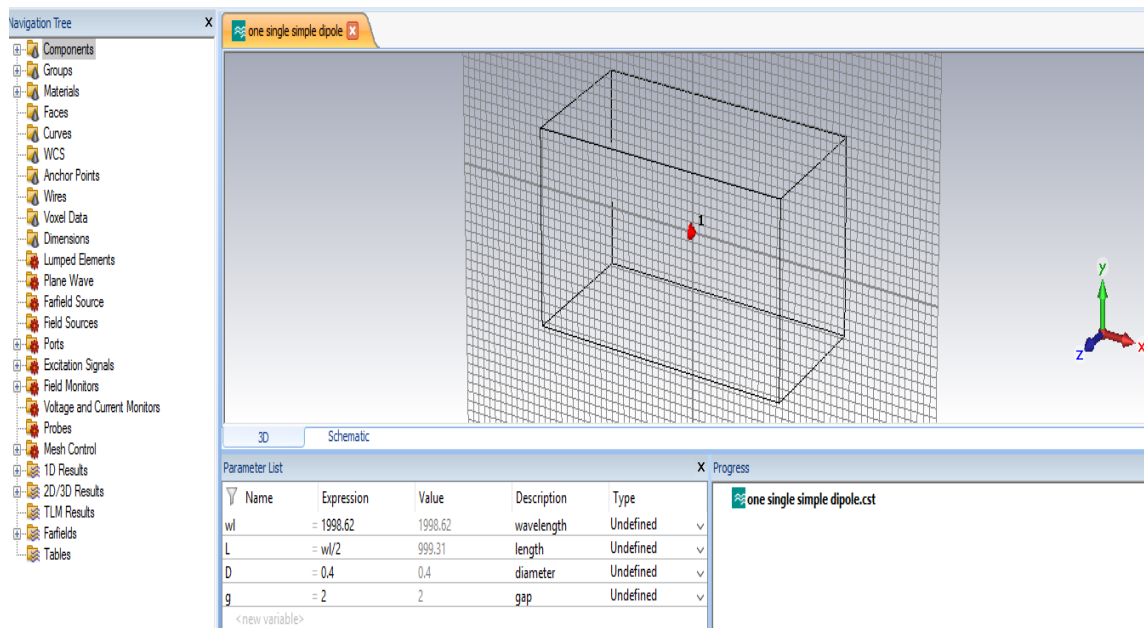 Navigation Tree X
Components
Groups
Materials
Faces
Curves
WCS
Anchor Points
Wires
Voxel Data
Dimensions
Lumped Elements
Plane Wave
Farfield Source
Field Sources
Ports
Excitation Signals
Field Monitors
Voltage and Current Monitors
Probes
Mesh Control
1D Results
2D/3D Results
TLM Results
Farfields
Tables
one single simple dipole
1
y
x
z
3D Schematic
Parameter List X
Name Expression Value Description Type
wl = 1998.62 1998.62 wavelength Undefined
L = wl/2 999.31 length Undefined
D = 0.4 0.4 diameter Undefined
g = 2 2 gap Undefined
<new variable>
Progress
one single simple dipole.cst